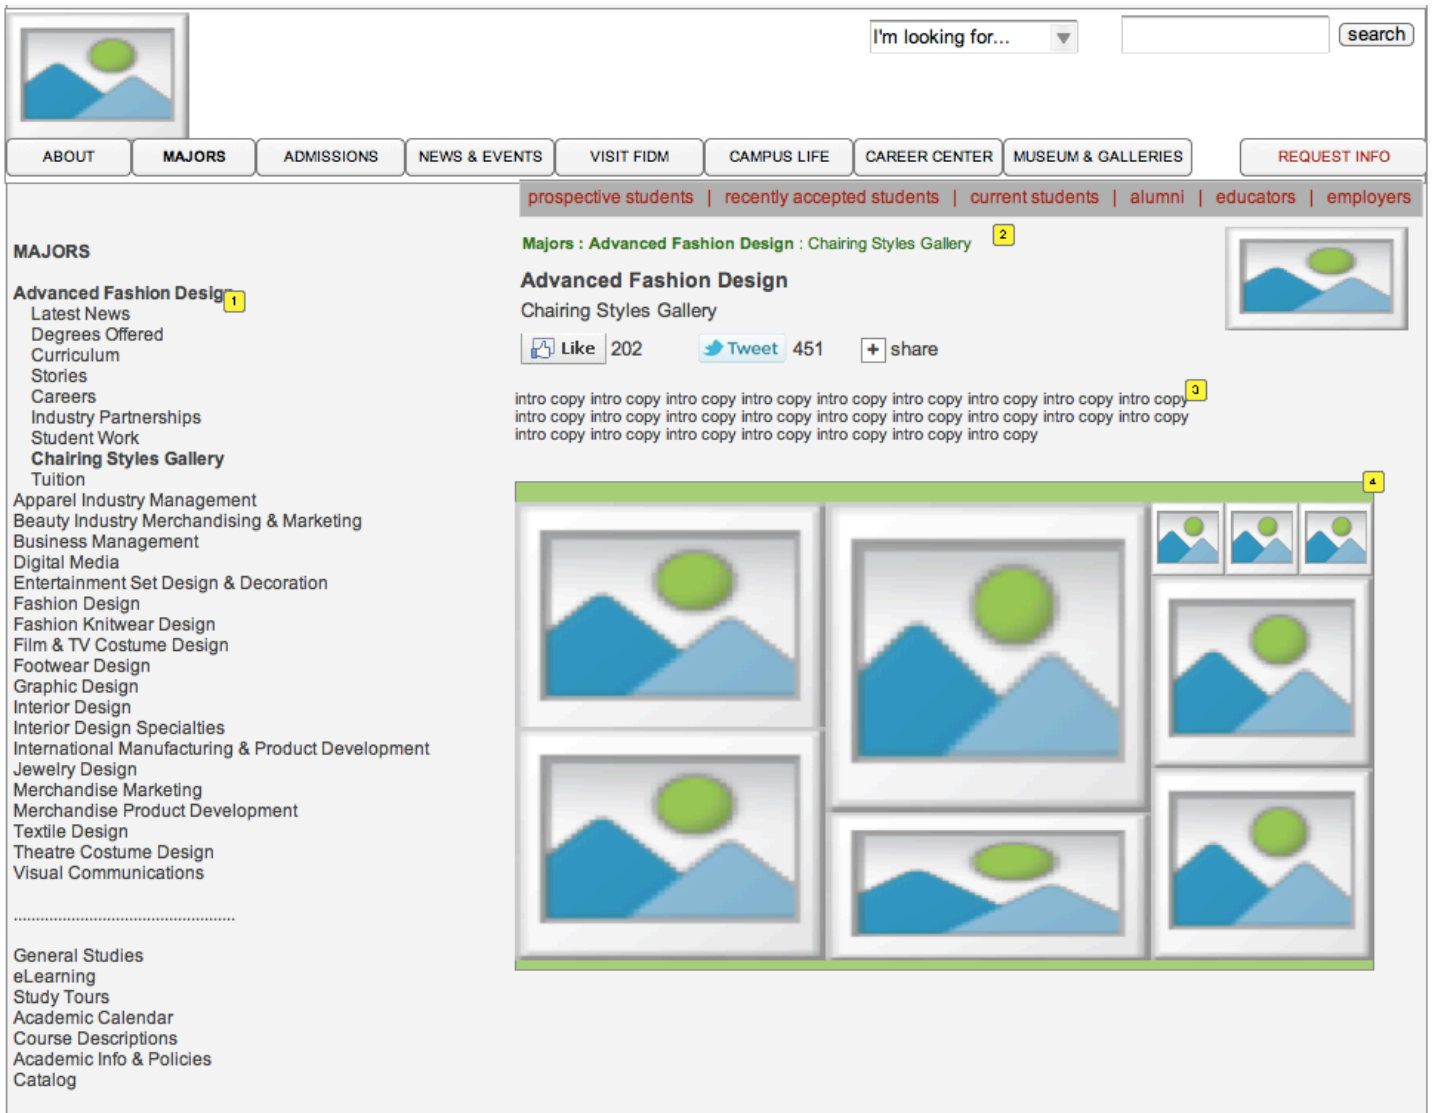 I'm looking for...
search
ABOUT
MAJORS
ADMISSIONS
NEWS & EVENTS
VISIT FIDM
CAMPUS LIFE
CAREER CENTER
MUSEUM & GALLERIES
REQUEST INFO
prospective students | recently accepted students | current students | alumni | educators | employers
MAJORS
Advanced Fashion Design
1
Latest News
Degrees Offered
Curriculum
Stories
Careers
Industry Partnerships
Student Work
Chairing Styles Gallery
Tuition
Apparel Industry Management
Beauty Industry Merchandising & Marketing
Business Management
Digital Media
Entertainment Set Design & Decoration
Fashion Design
Fashion Knitwear Design
Film & TV Costume Design
Footwear Design
Graphic Design
Interior Design
Interior Design Specialties
International Manufacturing & Product Development
Jewelry Design
Merchandise Marketing
Merchandise Product Development
Textile Design
Theatre Costume Design
Visual Communications
General Studies
eLearning
Study Tours
Academic Calendar
Course Descriptions
Academic Info & Policies
Catalog
Majors : Advanced Fashion Design : Chairing Styles Gallery
2
Advanced Fashion Design
Chairing Styles Gallery
Like 202
Tweet 451
+ share
intro copy intro copy intro copy intro copy intro copy intro copy intro copy intro copy intro copy
3
intro copy intro copy intro copy intro copy intro copy intro copy intro copy intro copy intro copy
intro copy intro copy intro copy intro copy intro copy intro copy intro copy
4